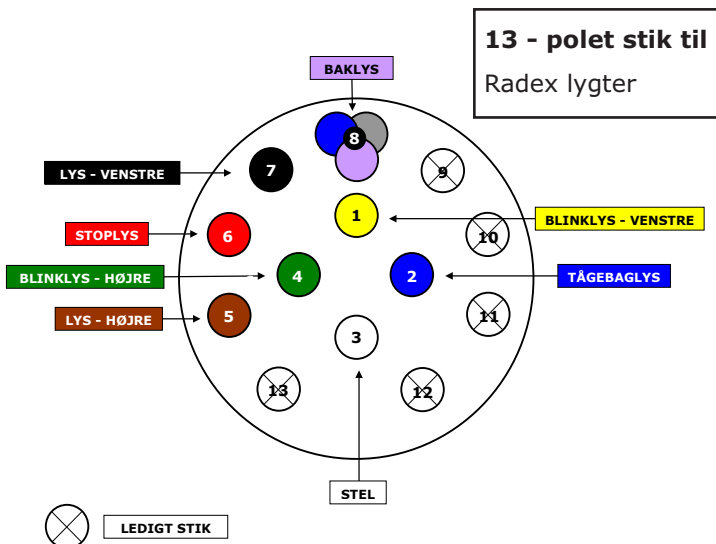 13 - polet stik til
Radex lygter
BAKLYS
8
7
9
LYS - VENSTRE
1
BLINKLYS - VENSTRE
STOPLYS
6
10
BLINKLYS - HØJRE
4
2
TÅGEBAGLYS
LYS - HØJRE
5
11
3
13
12
STEL
LEDIGT STIK